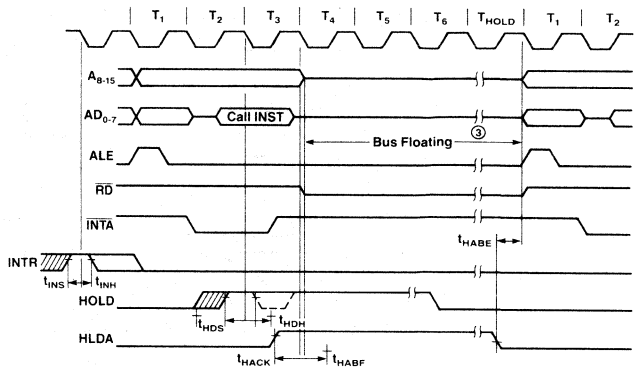 T1 T2 T3 T4 T5 T6 THOLD T1 T2
A8-15
AD0-7 Call INST
Bus Floating ③
ALE
RD
INTA
tHABE
INTR
tINS tINH
HOLD
tHDS tHDH
HLDA
tHACK tHABF